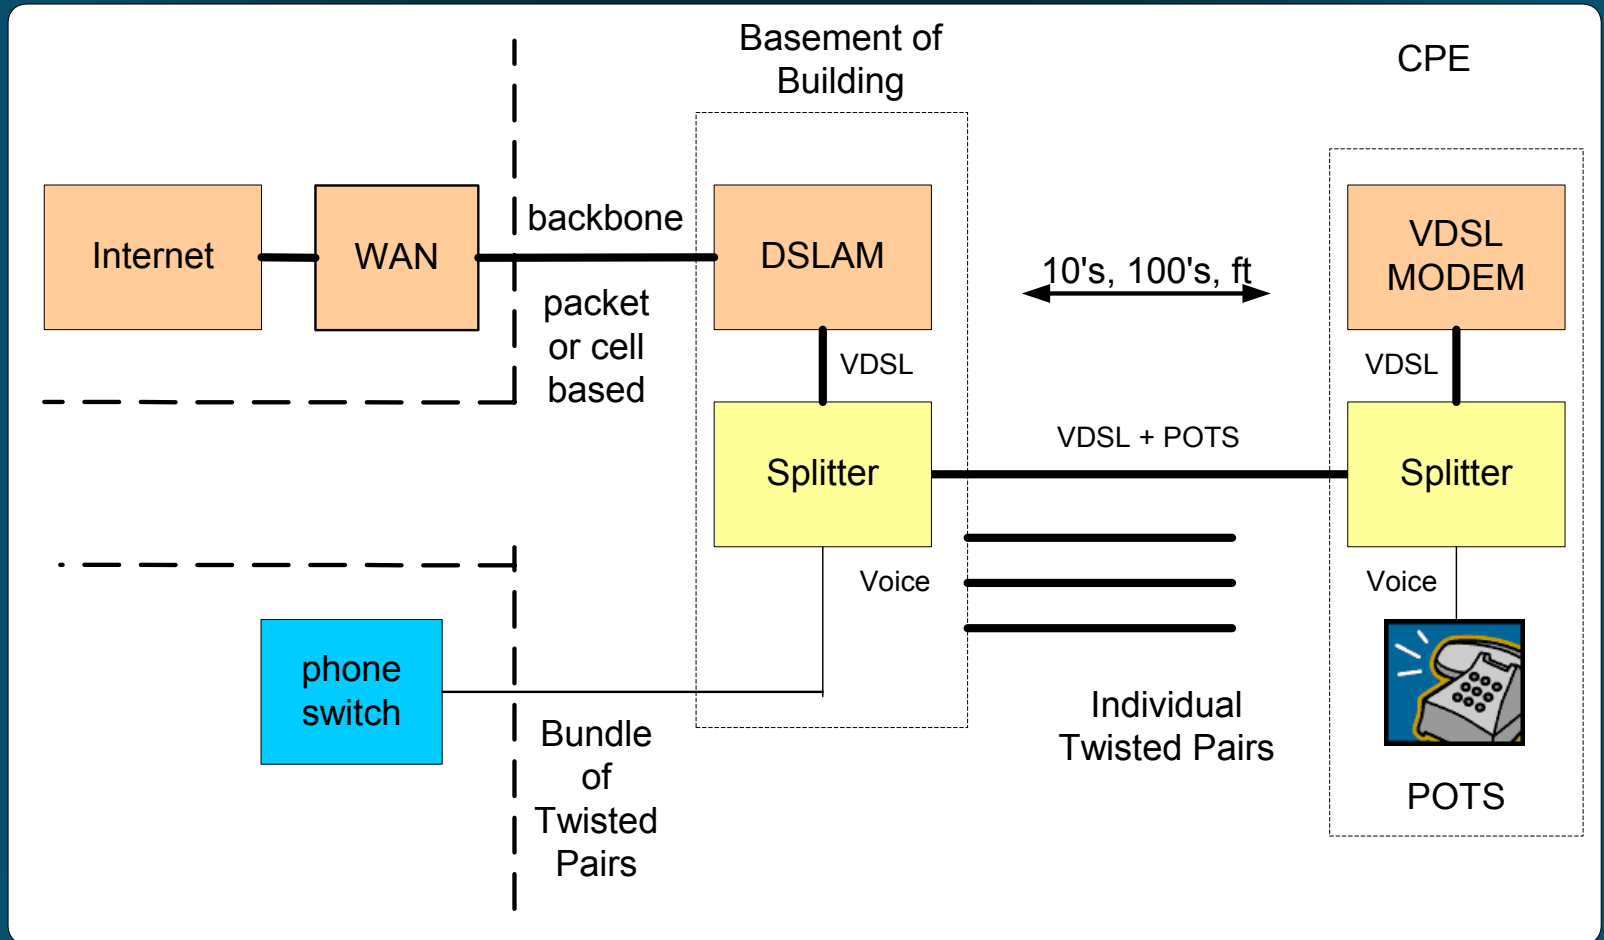 Basement of
Building
CPE
Internet
WAN
backbone
packet
or cell
based
DSLAM
10's, 100's, ft
VDSL
MODEM
VDSL
VDSL
Splitter
VDSL + POTS
Splitter
Voice
Voice
phone
switch
Bundle
of
Twisted
Pairs
Individual
Twisted Pairs
POTS